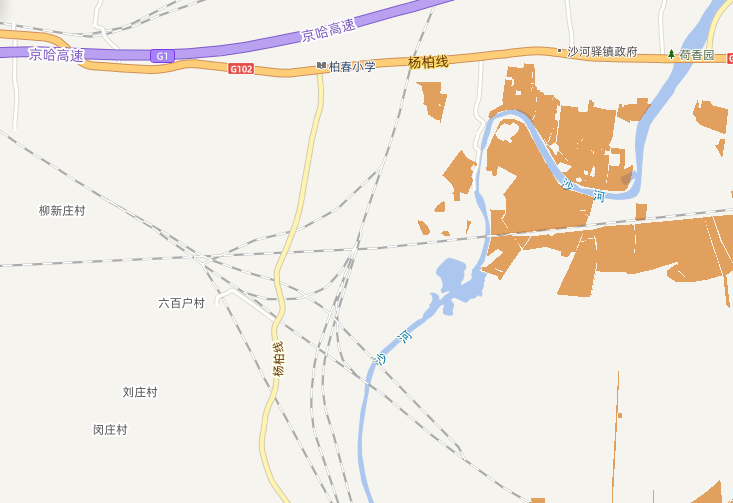 京哈高速
京哈高速
G1
G102
柏春小学
杨柏线
沙河驿镇政府
荷香园
沙河
柳新庄村
六百户村
沙河
杨柏线
刘庄村
闵庄村